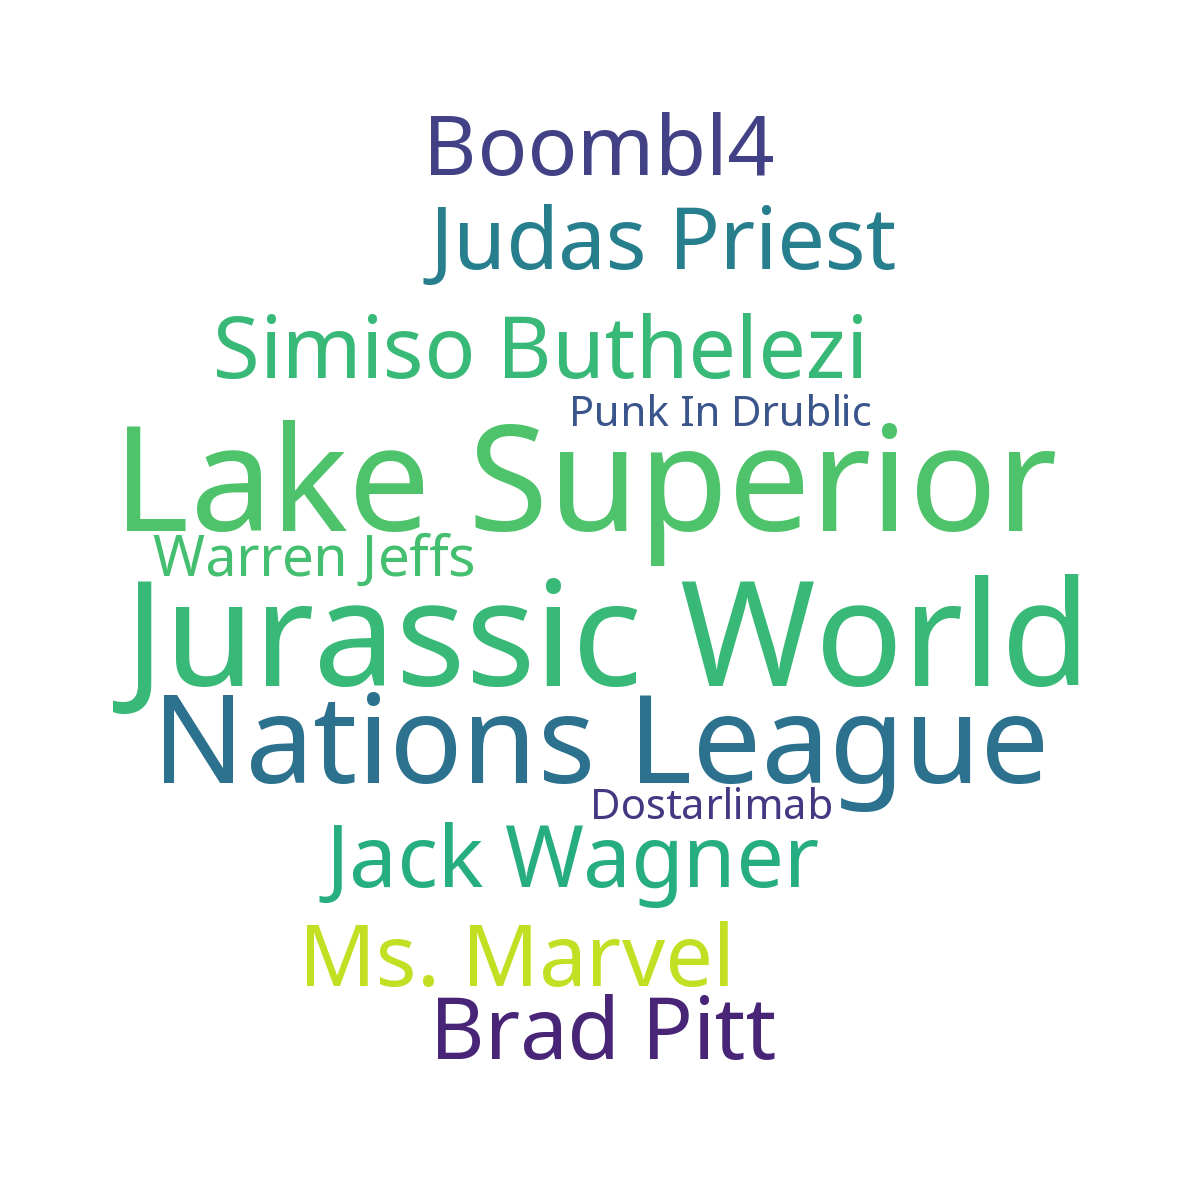 Boombl4
Judas Priest
Simiso Buthelezi
Punk In Drublic
Lake Superior
Warren Jeffs
Jurassic World
Nations League
Dostarlimab
Jack Wagner
Ms. Marvel
Brad Pitt